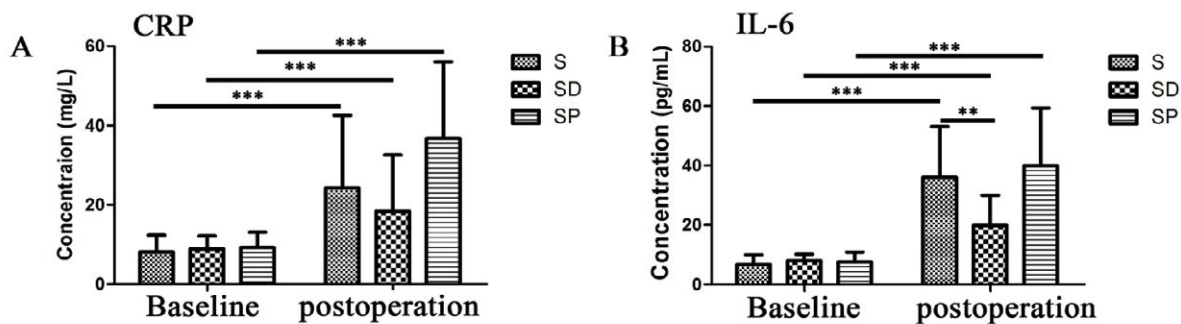 A
CRP
Concentraion (mg/L)
60
40
20
0
***
***
***
Baseline
postoperation
S
SD
SP
B
IL-6
Concentration (pg/mL)
80
60
40
20
0
***
***
***
**
Baseline
postoperation
S
SD
SP